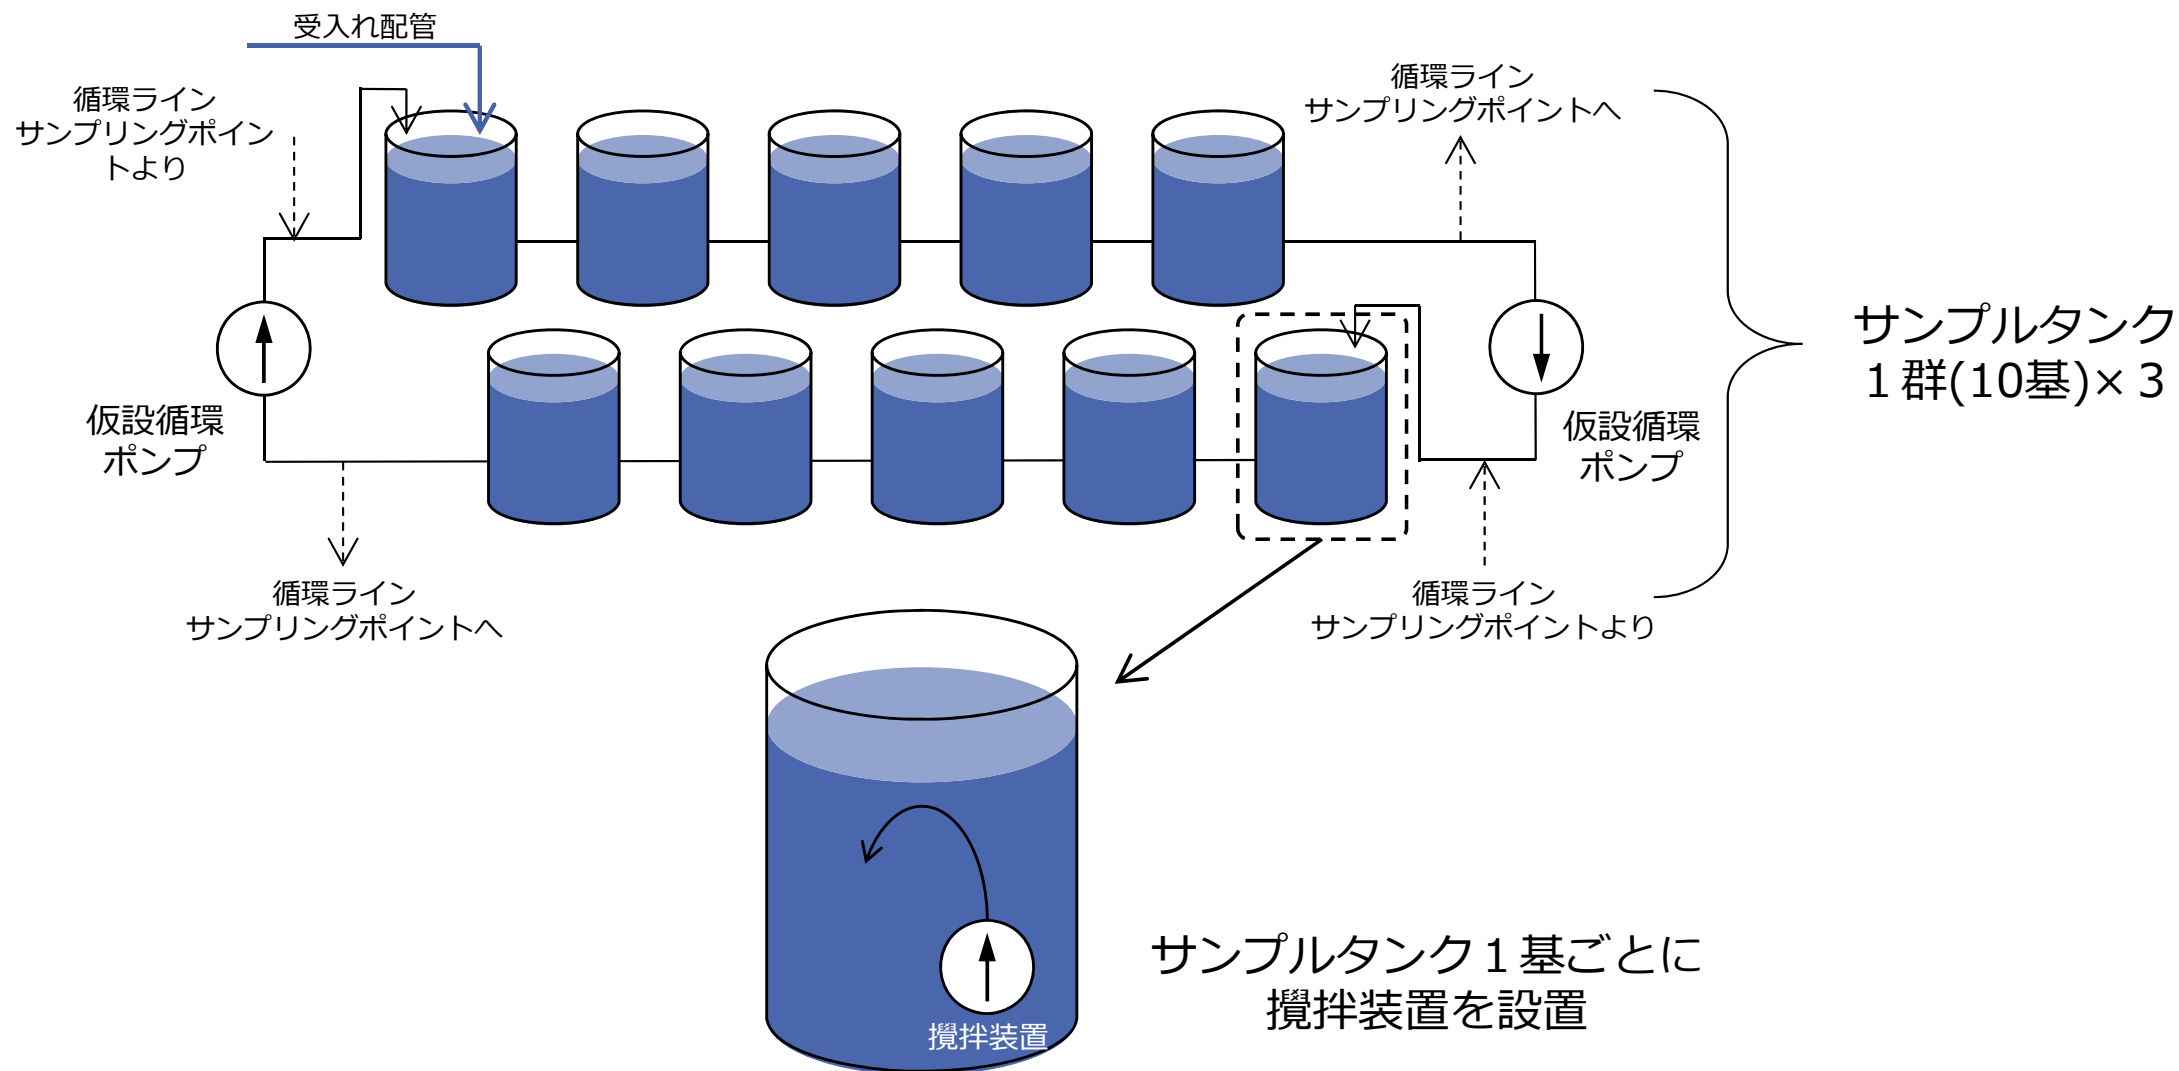 受入れ配管
循環ライン
サンプリングポイン
トより
循環ライン
サンプリングポイントへ
仮設循環
ポンプ
仮設循環
ポンプ
サンプルタンク
１群(10基)×３
循環ライン
サンプリングポイントへ
循環ライン
サンプリングポイントより
サンプルタンク１基ごとに
攪拌装置を設置
攪拌装置